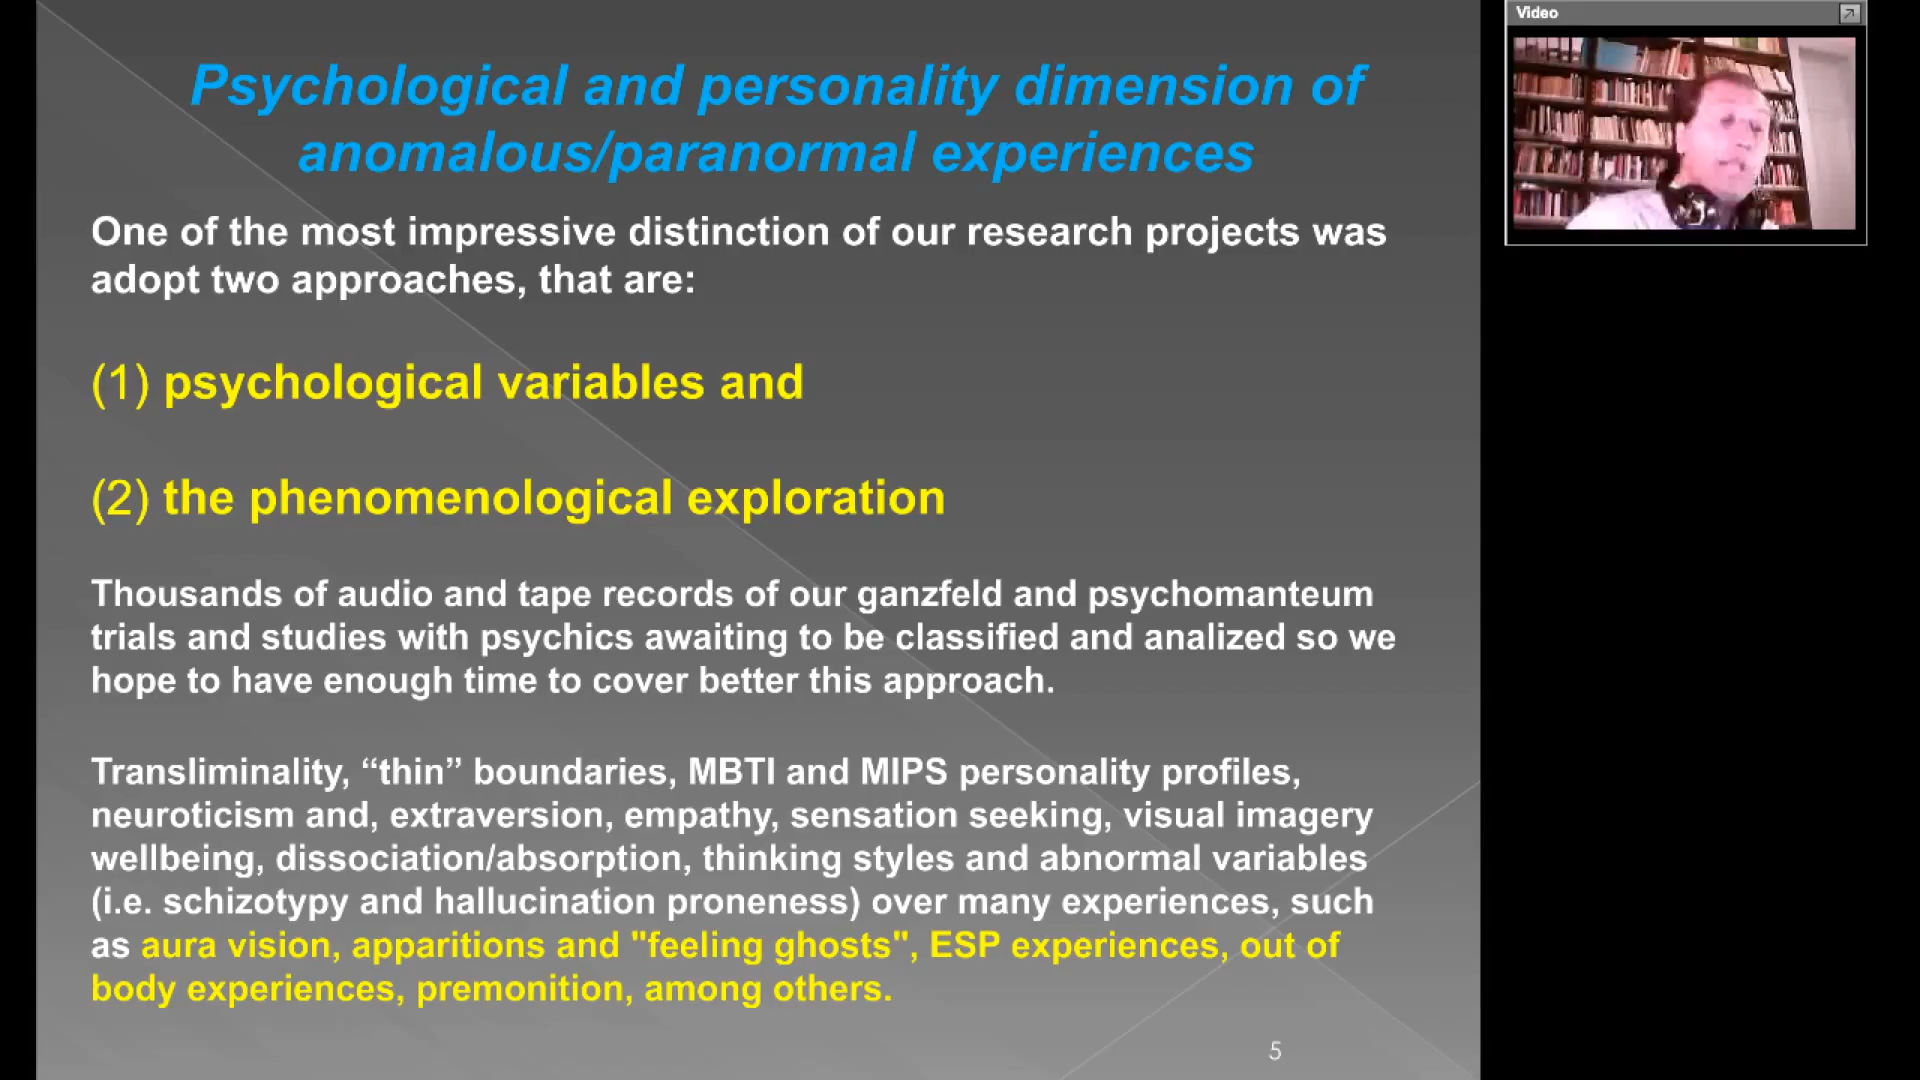 Psychological and personality dimension of
anomalous/paranormal experiences
One of the most impressive distinction of our research projects was
adopt two approaches, that are:
(1) psychological variables and
(2) the phenomenological exploration
Thousands of audio and tape records of our ganzfeld and psychomanteum
trials and studies with psychics awaiting to be classified and analized so we
hope to have enough time to cover better this approach.
Transliminality, “thin” boundaries, MBTI and MIPS personality profiles,
neuroticism and, extraversion, empathy, sensation seeking, visual imagery
wellbeing, dissociation/absorption, thinking styles and abnormal variables
(i.e. schizotypy and hallucination proneness) over many experiences, such
as aura vision, apparitions and "feeling ghosts", ESP experiences, out of
body experiences, premonition, among others.
5
Video